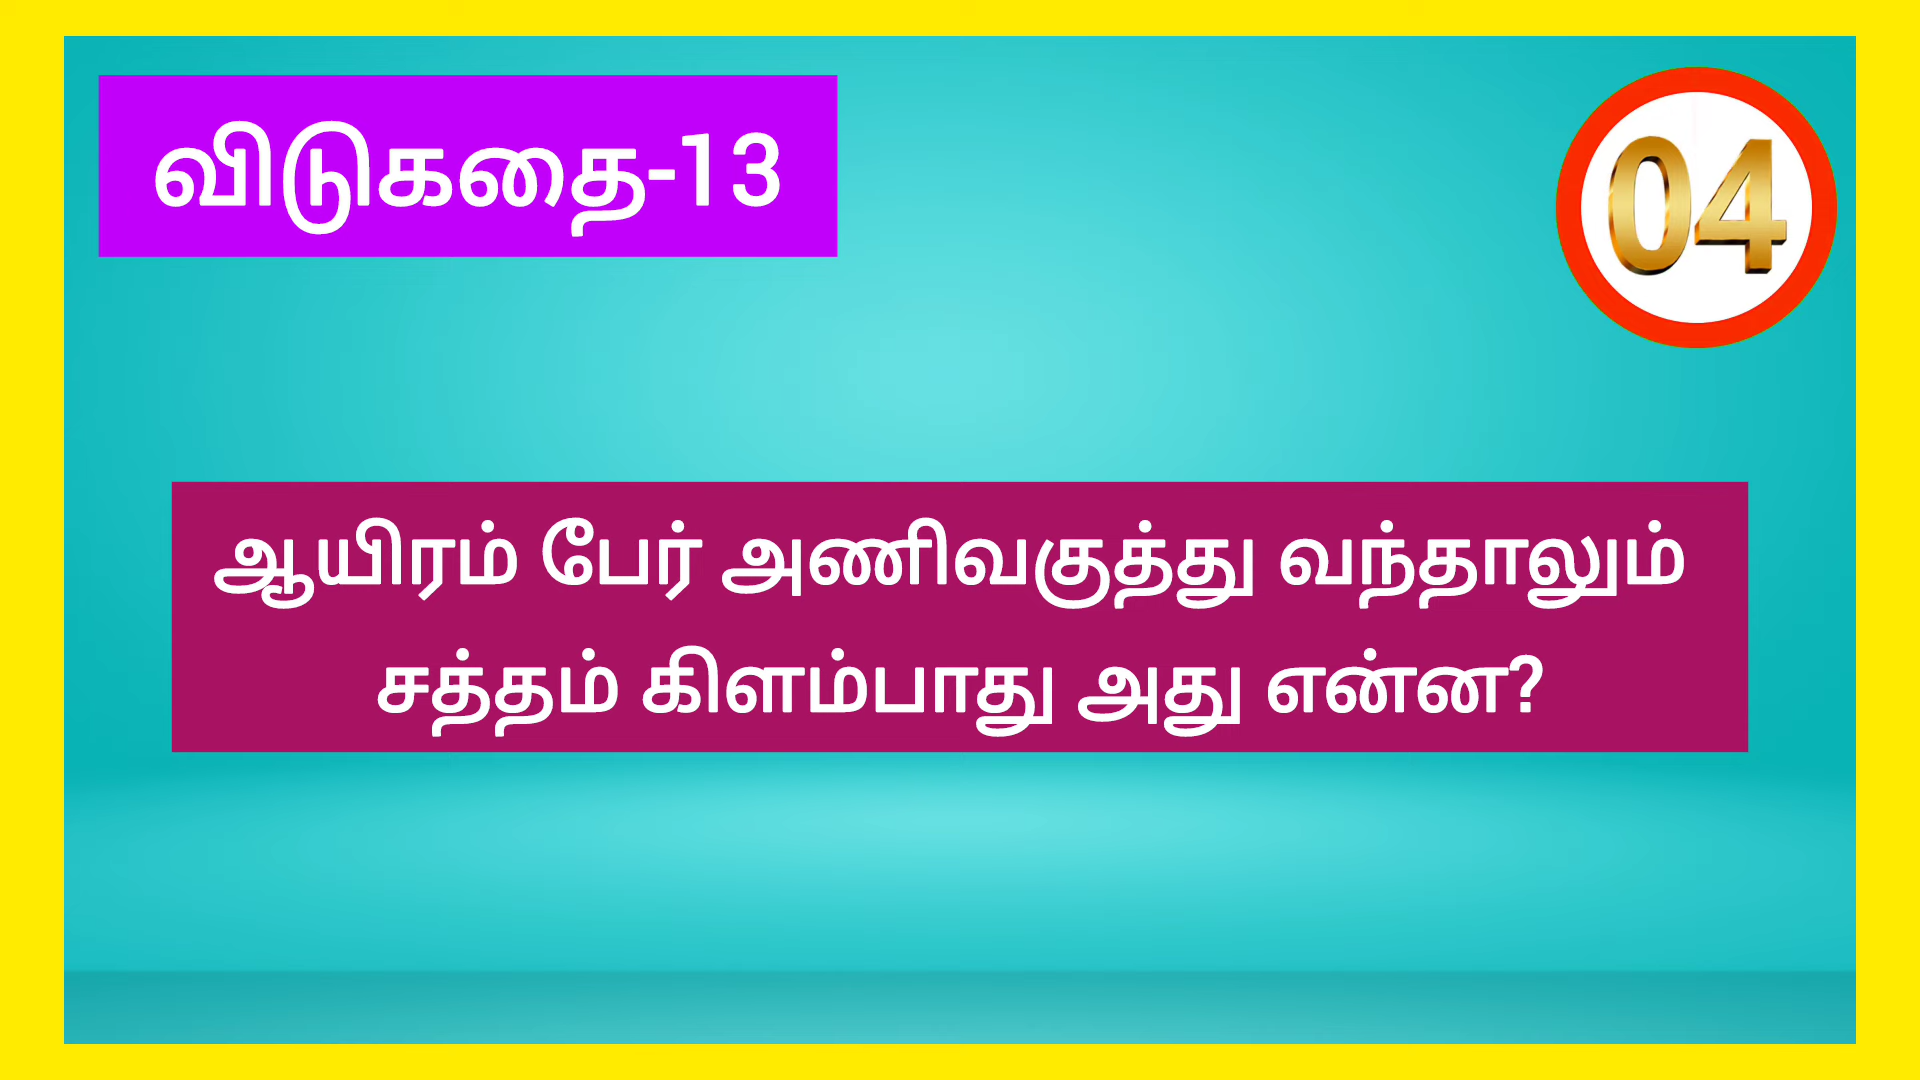 விடுகதை-13
04
ஆயிரம் பேர் அணிவகுத்து வந்தாலும்
சத்தம் கிளம்பாது அது என்ன?